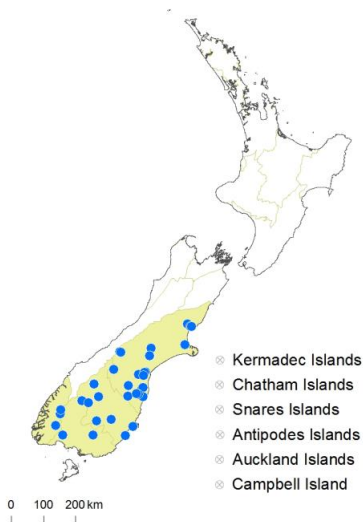 Kermadec Islands
Chatham Islands
Snares Islands
Antipodes Islands
Auckland Islands
Campbell Island
0 100 200 km